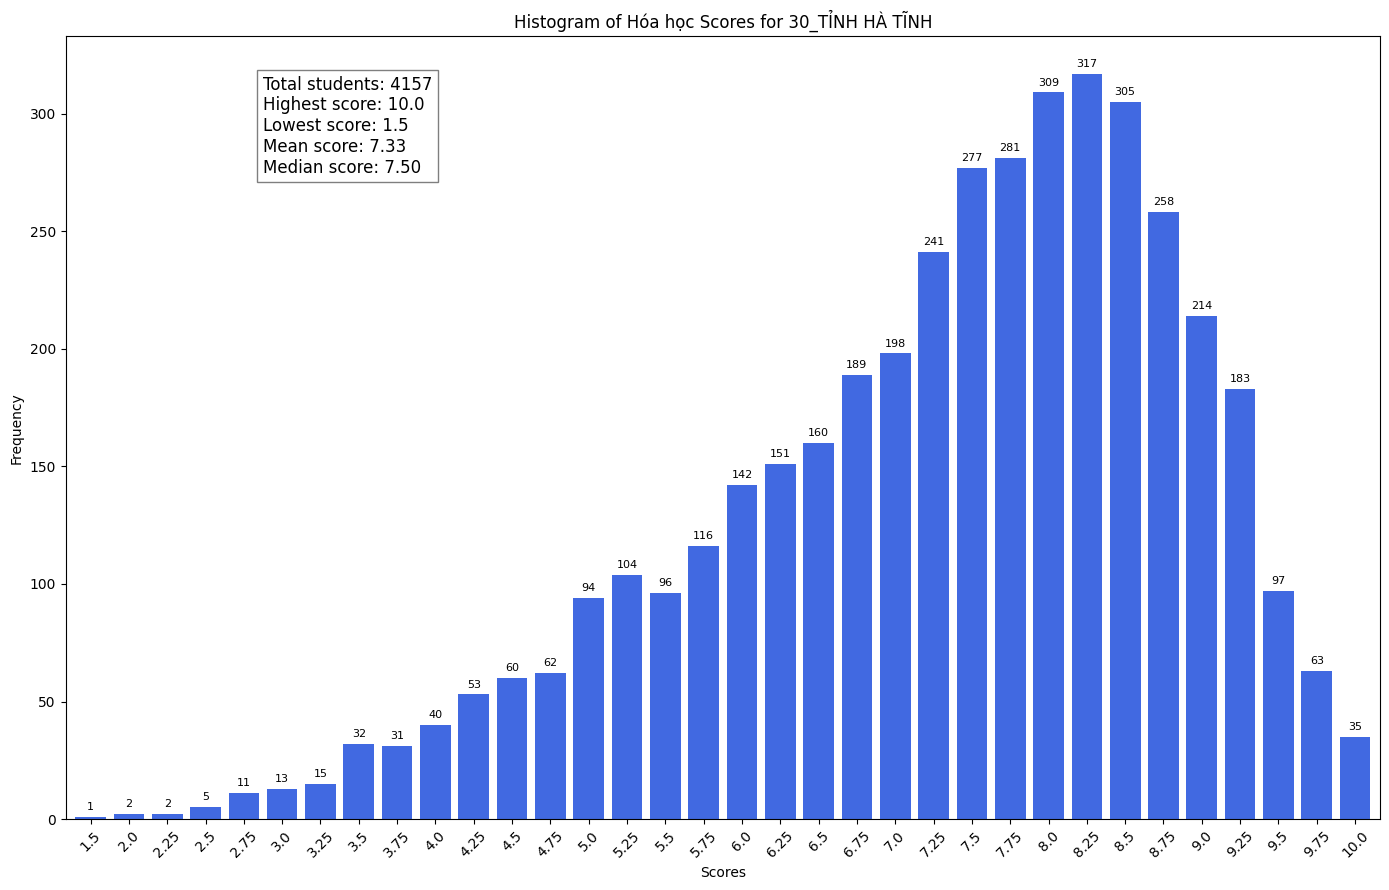 Histogram of Hóa học Scores for 30_TỈNH HÀ TĨNH
Total students: 4157
Highest score: 10.0
Lowest score: 1.5
Mean score: 7.33
Median score: 7.50
Frequency
300
250
200
150
100
50
0
1 2 2 5 11 13 15 32 31 40 53 60 62 94 104 96 116 142 151 160 189 198 241 277 281 309 317 305 258 214 183 97 63 35
1.5 2.0 2.25 2.5 2.75 3.0 3.25 3.5 3.75 4.0 4.25 4.5 4.75 5.0 5.25 5.5 5.75 6.0 6.25 6.5 6.75 7.0 7.25 7.5 7.75 8.0 8.25 8.5 8.75 9.0 9.25 9.5 9.75 10.0
Scores